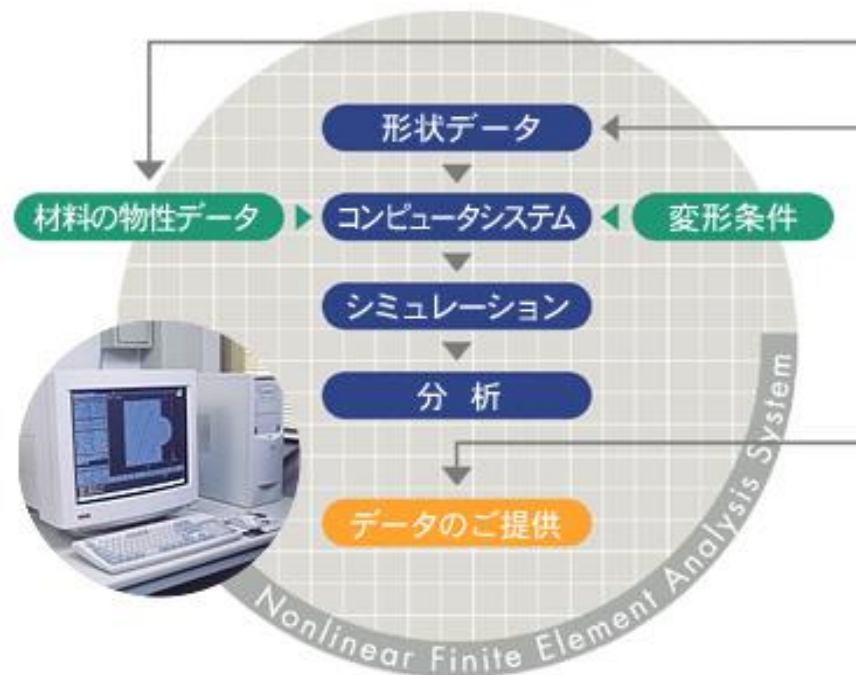 形状データ
材料の物性データ
コンピュータシステム
変形条件
シミュレーション
分 析
データのご提供
Nonlinear Finite Element Analysis System